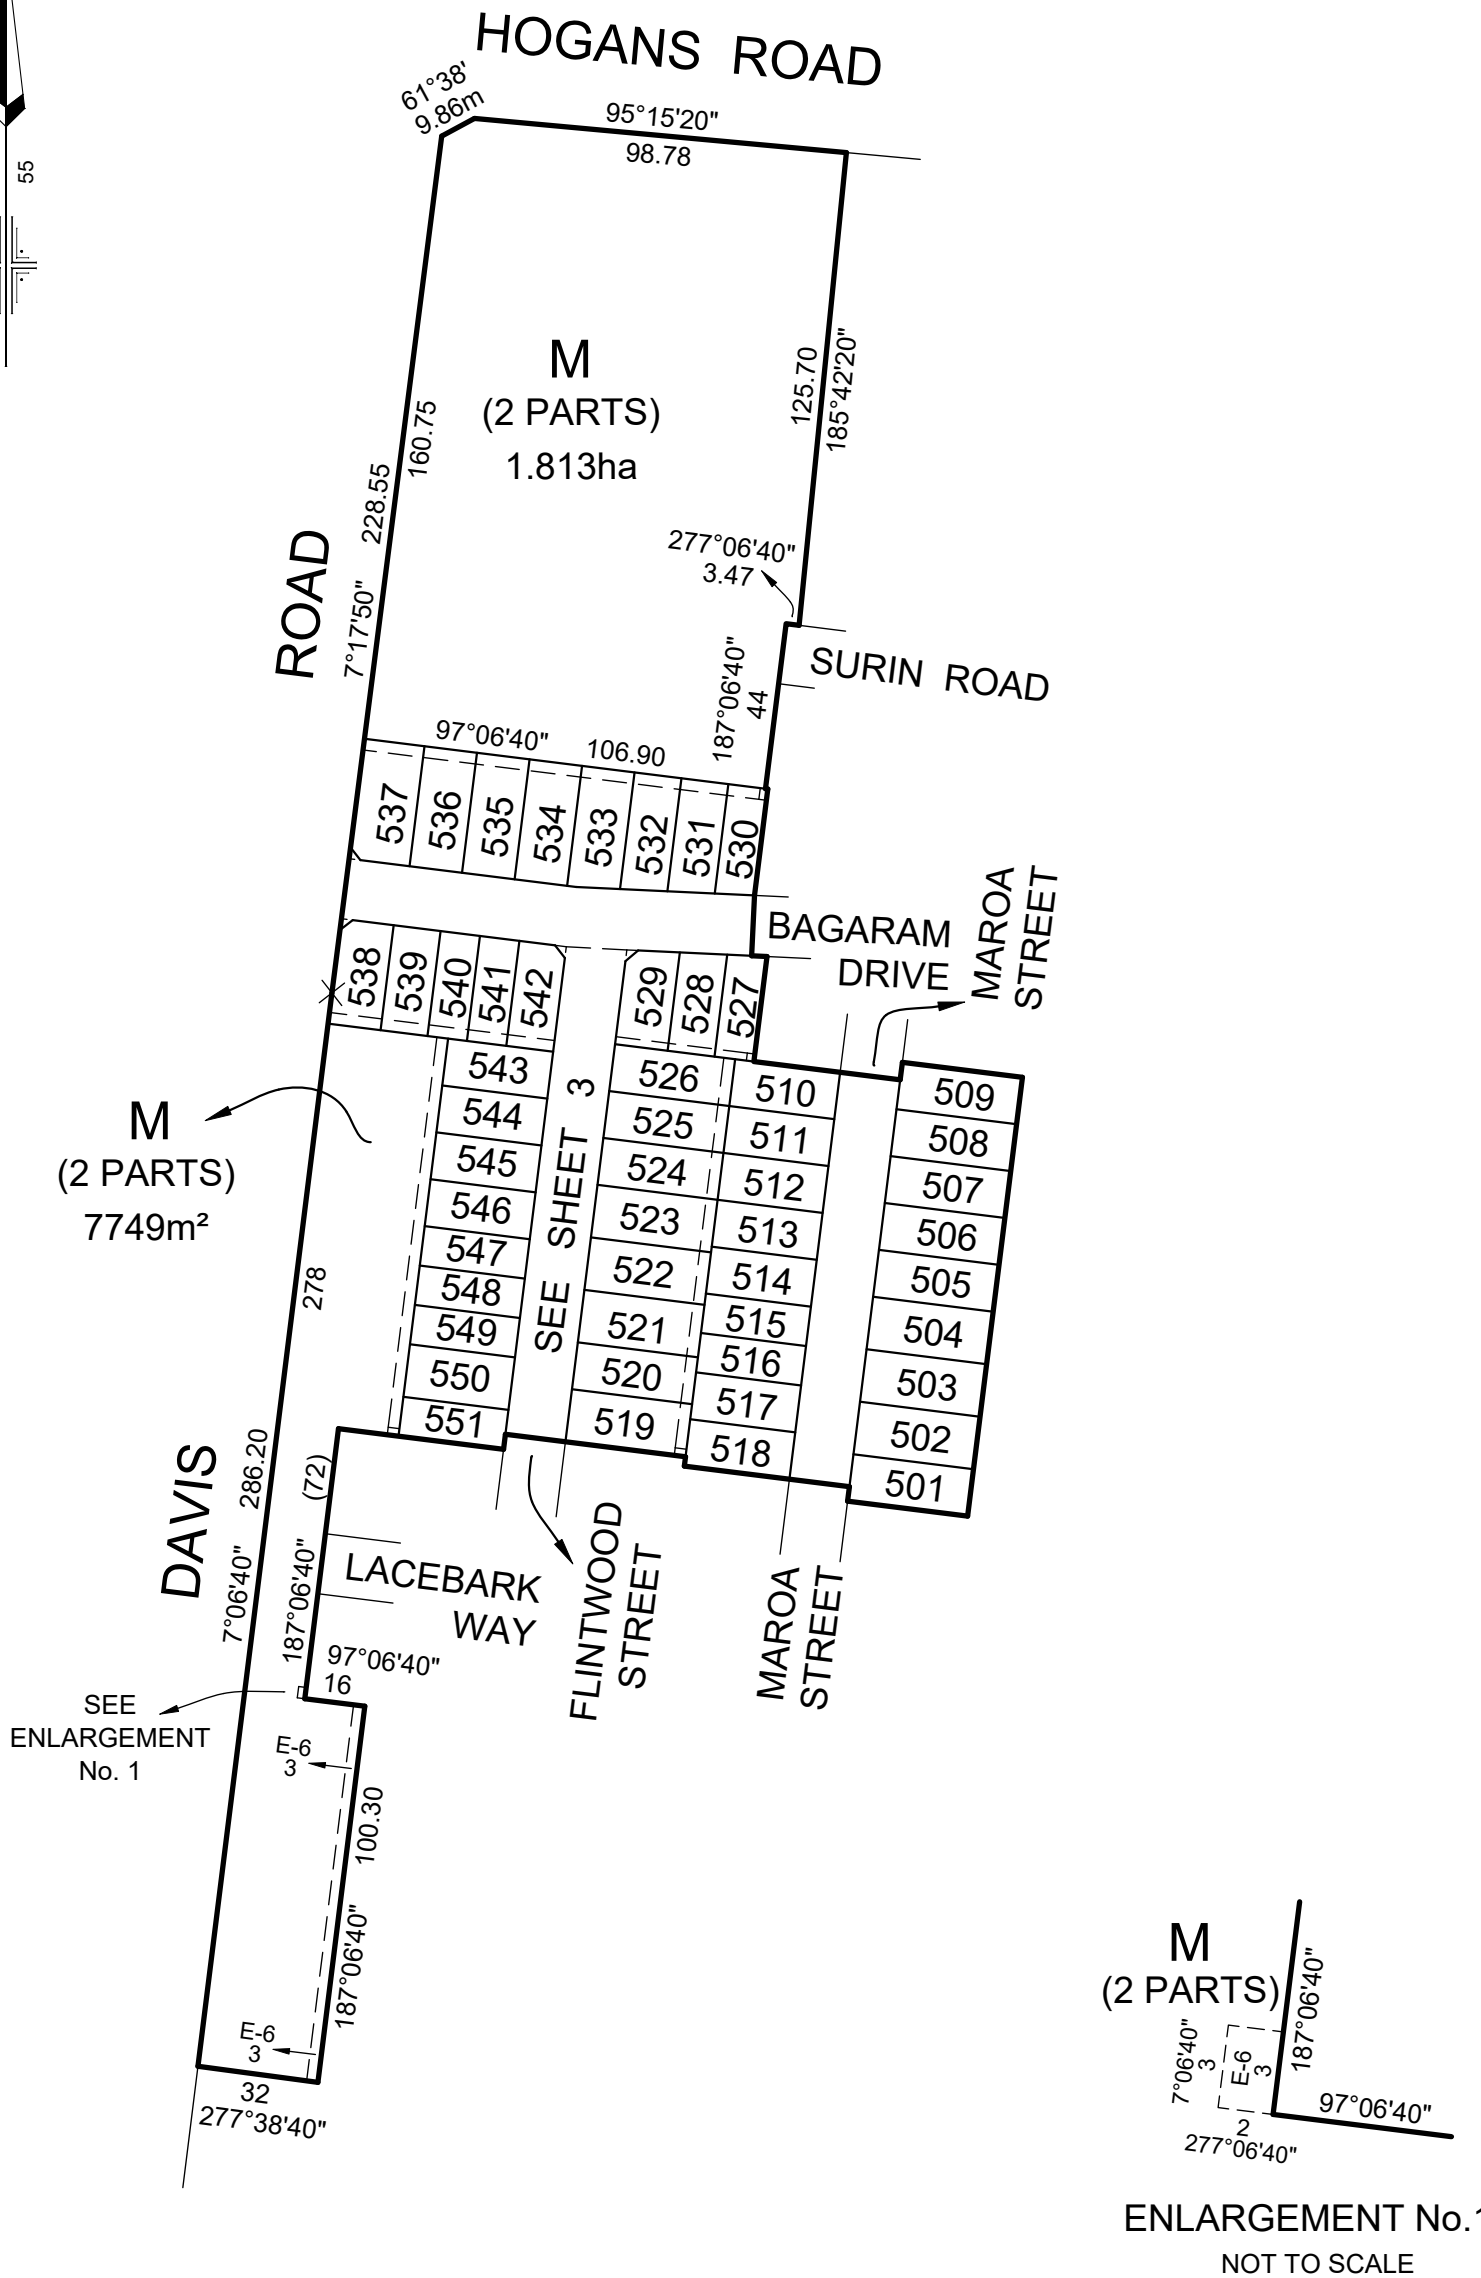 HOGANS ROAD
61°38'
9.86m
95°15'20"
98.78
55
M
(2 PARTS)
1.813ha
125.70
185°42'20"
160.75
228.55
7°17'50"
ROAD
277°06'40"
3.47
187°06'40"
44
SURIN ROAD
97°06'40" 106.90
537
536
535
534
533
532
531
530
BAGARAM
DRIVE
MAROA
STREET
538
539
540
541
542
529
528
527
543
544
545
546
547
548
549
550
551
SEE SHEET 3
526
525
524
523
522
521
520
519
510
511
512
513
514
515
516
517
518
509
508
507
506
505
504
503
502
501
M
(2 PARTS)
7749m²
278
286.20
7°06'40"
DAVIS
(72)
187°06'40"
LACEBARK
WAY
FLINTWOOD
STREET
MAROA
STREET
97°06'40"
16
SEE
ENLARGEMENT
No. 1
E-6
3
100.30
187°06'40"
E-6
3
32
277°38'40"
M
(2 PARTS)
187°06'40"
7°06'40"
3
E-6
3
97°06'40"
2
277°06'40"
ENLARGEMENT No.1
NOT TO SCALE